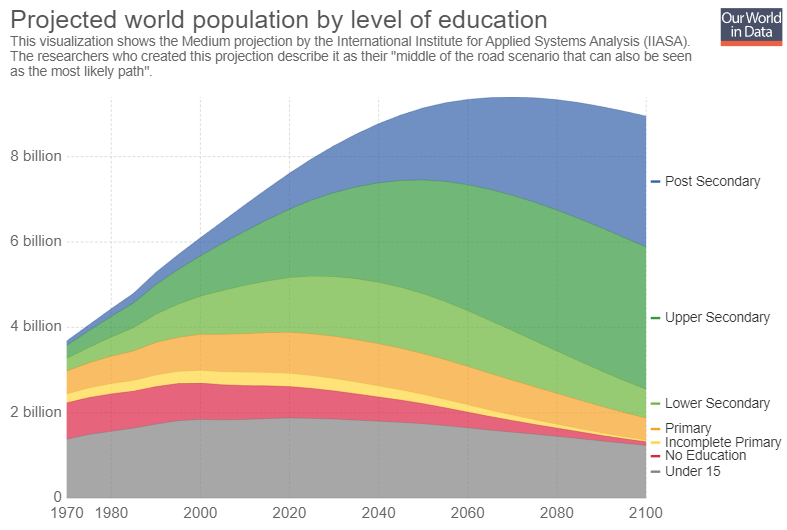 Projected world population by level of education
Our World
in Data
This visualization shows the Medium projection by the International Institute for Applied Systems Analysis (IIASA).
The researchers who created this projection describe it as their "middle of the road scenario that can also be seen
as the most likely path".
8 billion
6 billion
4 billion
2 billion
0
Post Secondary
Upper Secondary
Lower Secondary
Primary
Incomplete Primary
No Education
Under 15
1970 1980 2000 2020 2040 2060 2080 2100